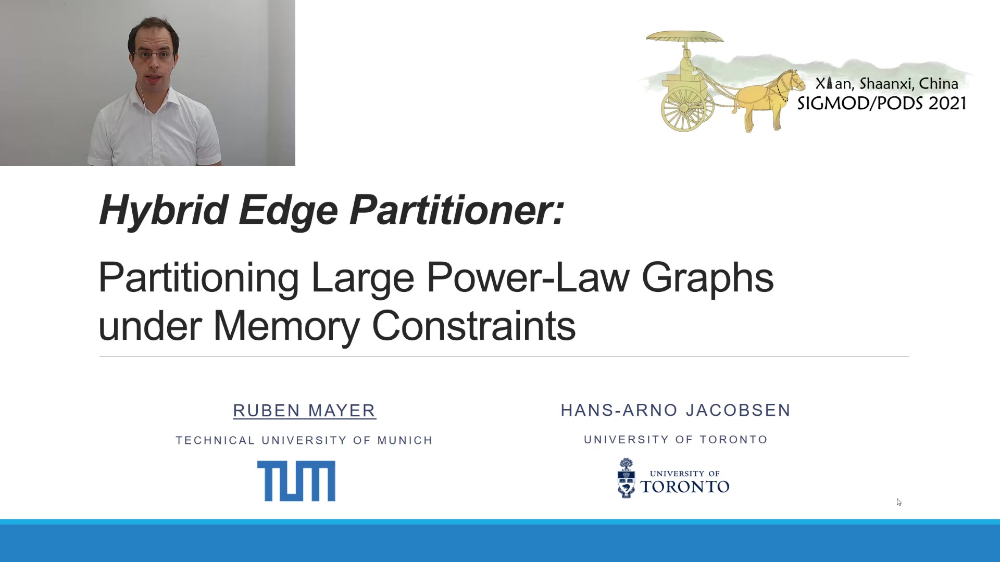 Xi an, Shaanxi, China
SIGMOD/PODS 2021
Hybrid Edge Partitioner:
Partitioning Large Power-Law Graphs
under Memory Constraints
RUBEN MAYER
HANS-ARNO JACOBSEN
TECHNICAL UNIVERSITY OF MUNICH
UNIVERSITY OF TORONTO
TUM
UNIVERSITY OF
TORONTO